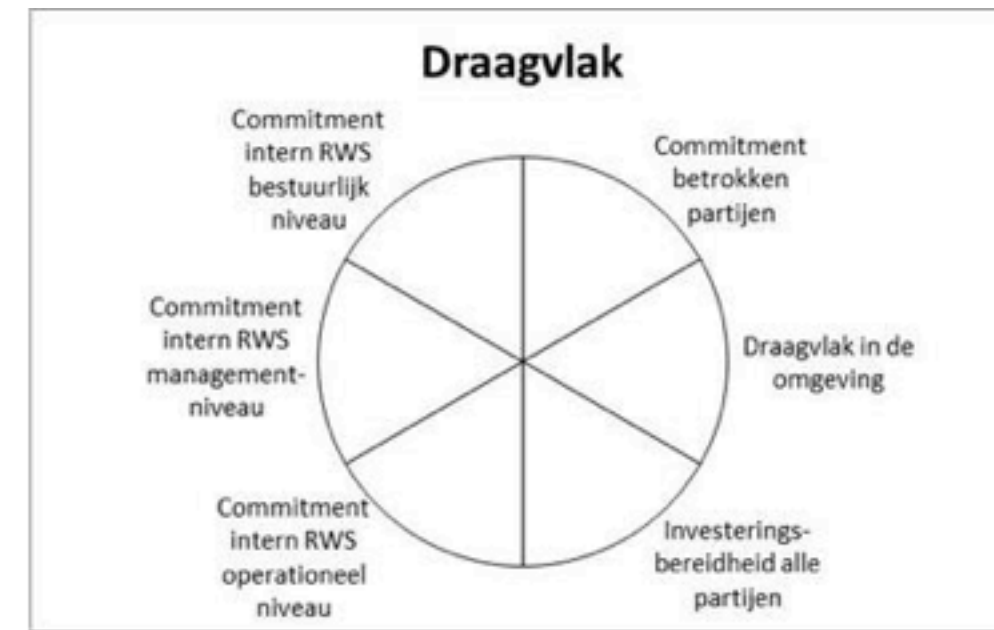 Draagvlak
Commitment
betrokken
partijen
Draagvlak in de
omgeving
Investerings-
bereidheid alle
partijen
Commitment
intern RWS
operationeel
niveau
Commitment
intern RWS
management-
niveau
Commitment
intern RWS
bestuurlijk
niveau